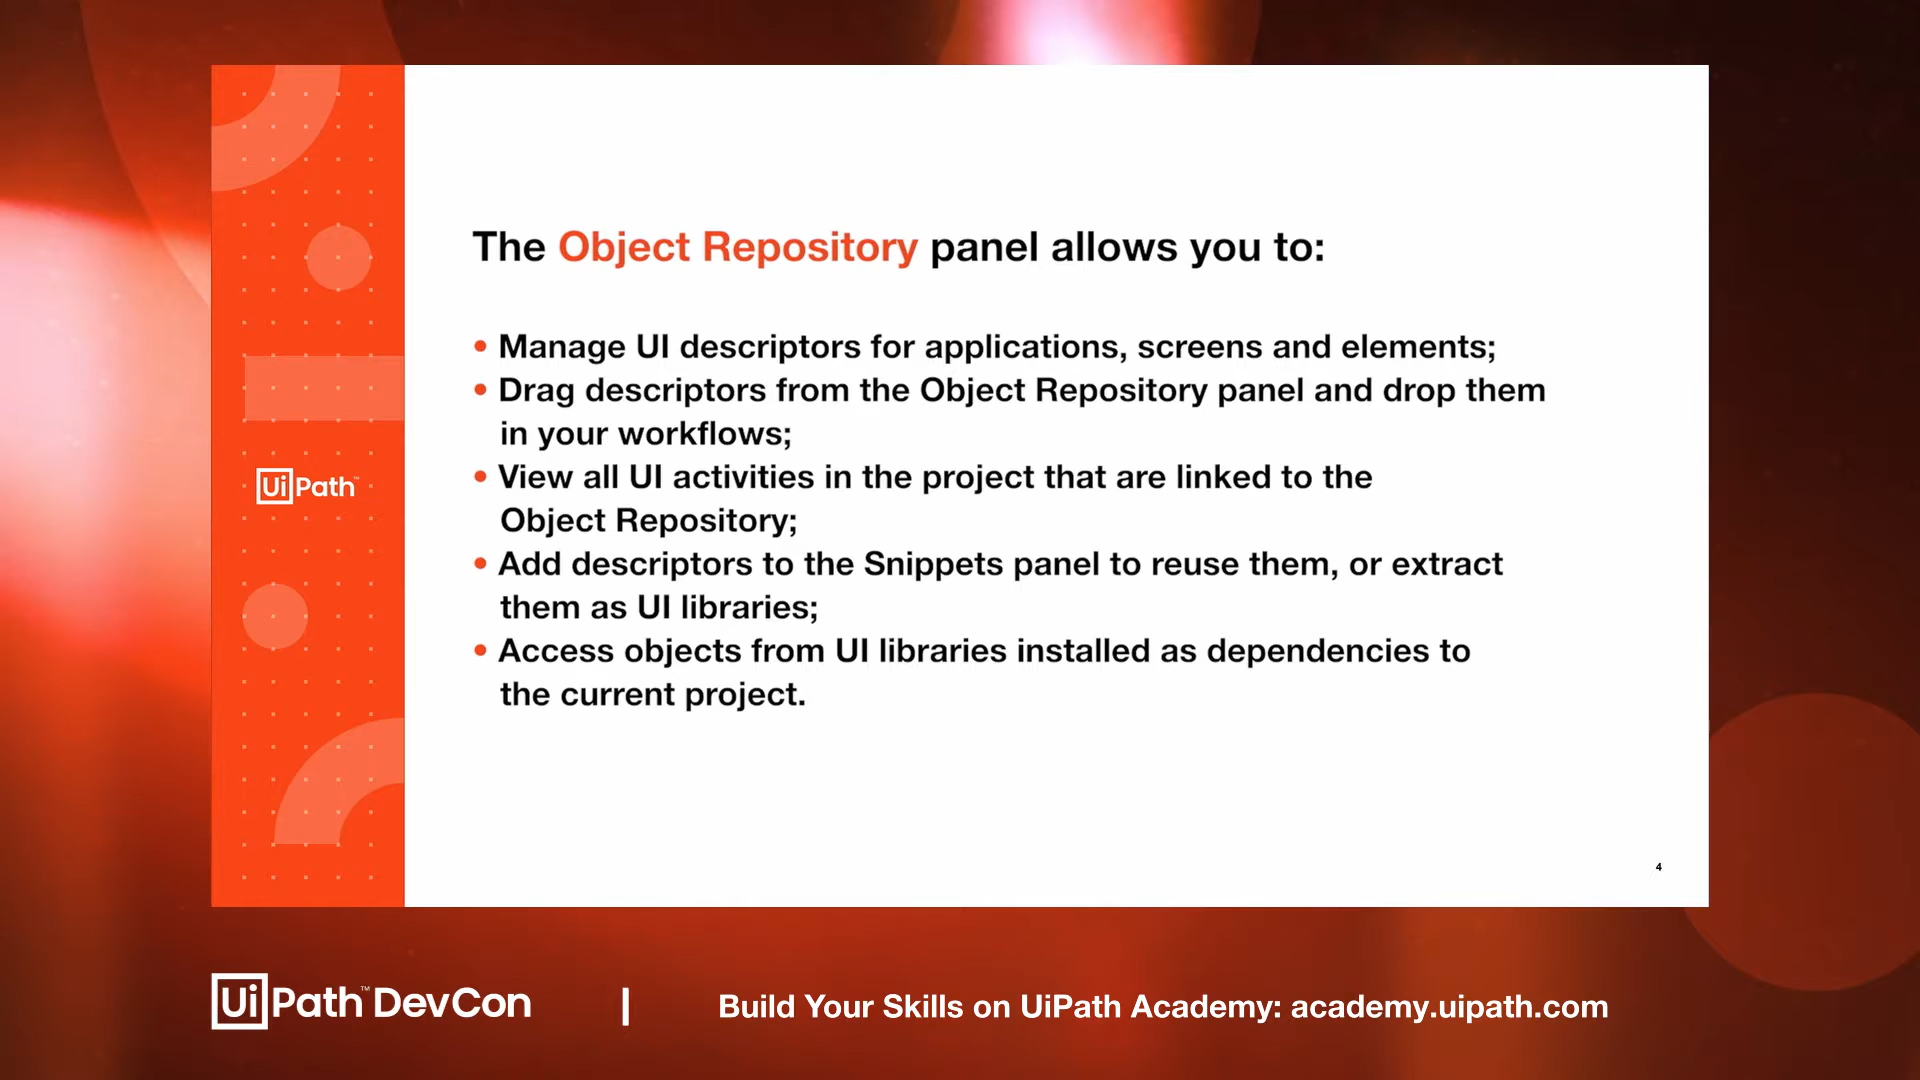 The Object Repository panel allows you to:
• Manage UI descriptors for applications, screens and elements;
• Drag descriptors from the Object Repository panel and drop them
in your workflows;
• View all UI activities in the project that are linked to the
Object Repository;
• Add descriptors to the Snippets panel to reuse them, or extract
them as UI libraries;
• Access objects from UI libraries installed as dependencies to
the current project.
UiPath™
4
UiPath™ DevCon | Build Your Skills on UiPath Academy: academy.uipath.com